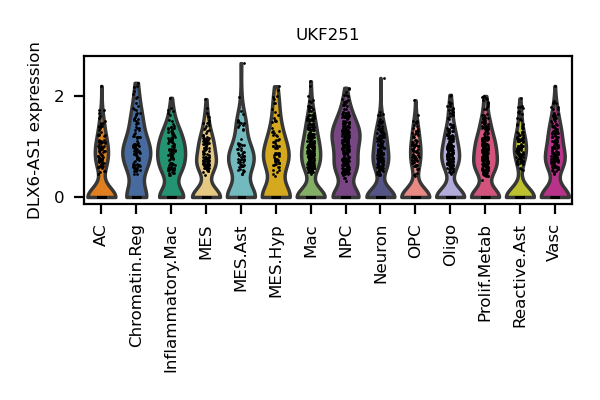 UKF251
DLX6-AS1 expression
2
0
AC
Chromatin.Reg
Inflammatory.Mac
MES
MES.Ast
MES.Hyp
Mac
NPC
Neuron
OPC
Oligo
Prolif.Metab
Reactive.Ast
Vasc